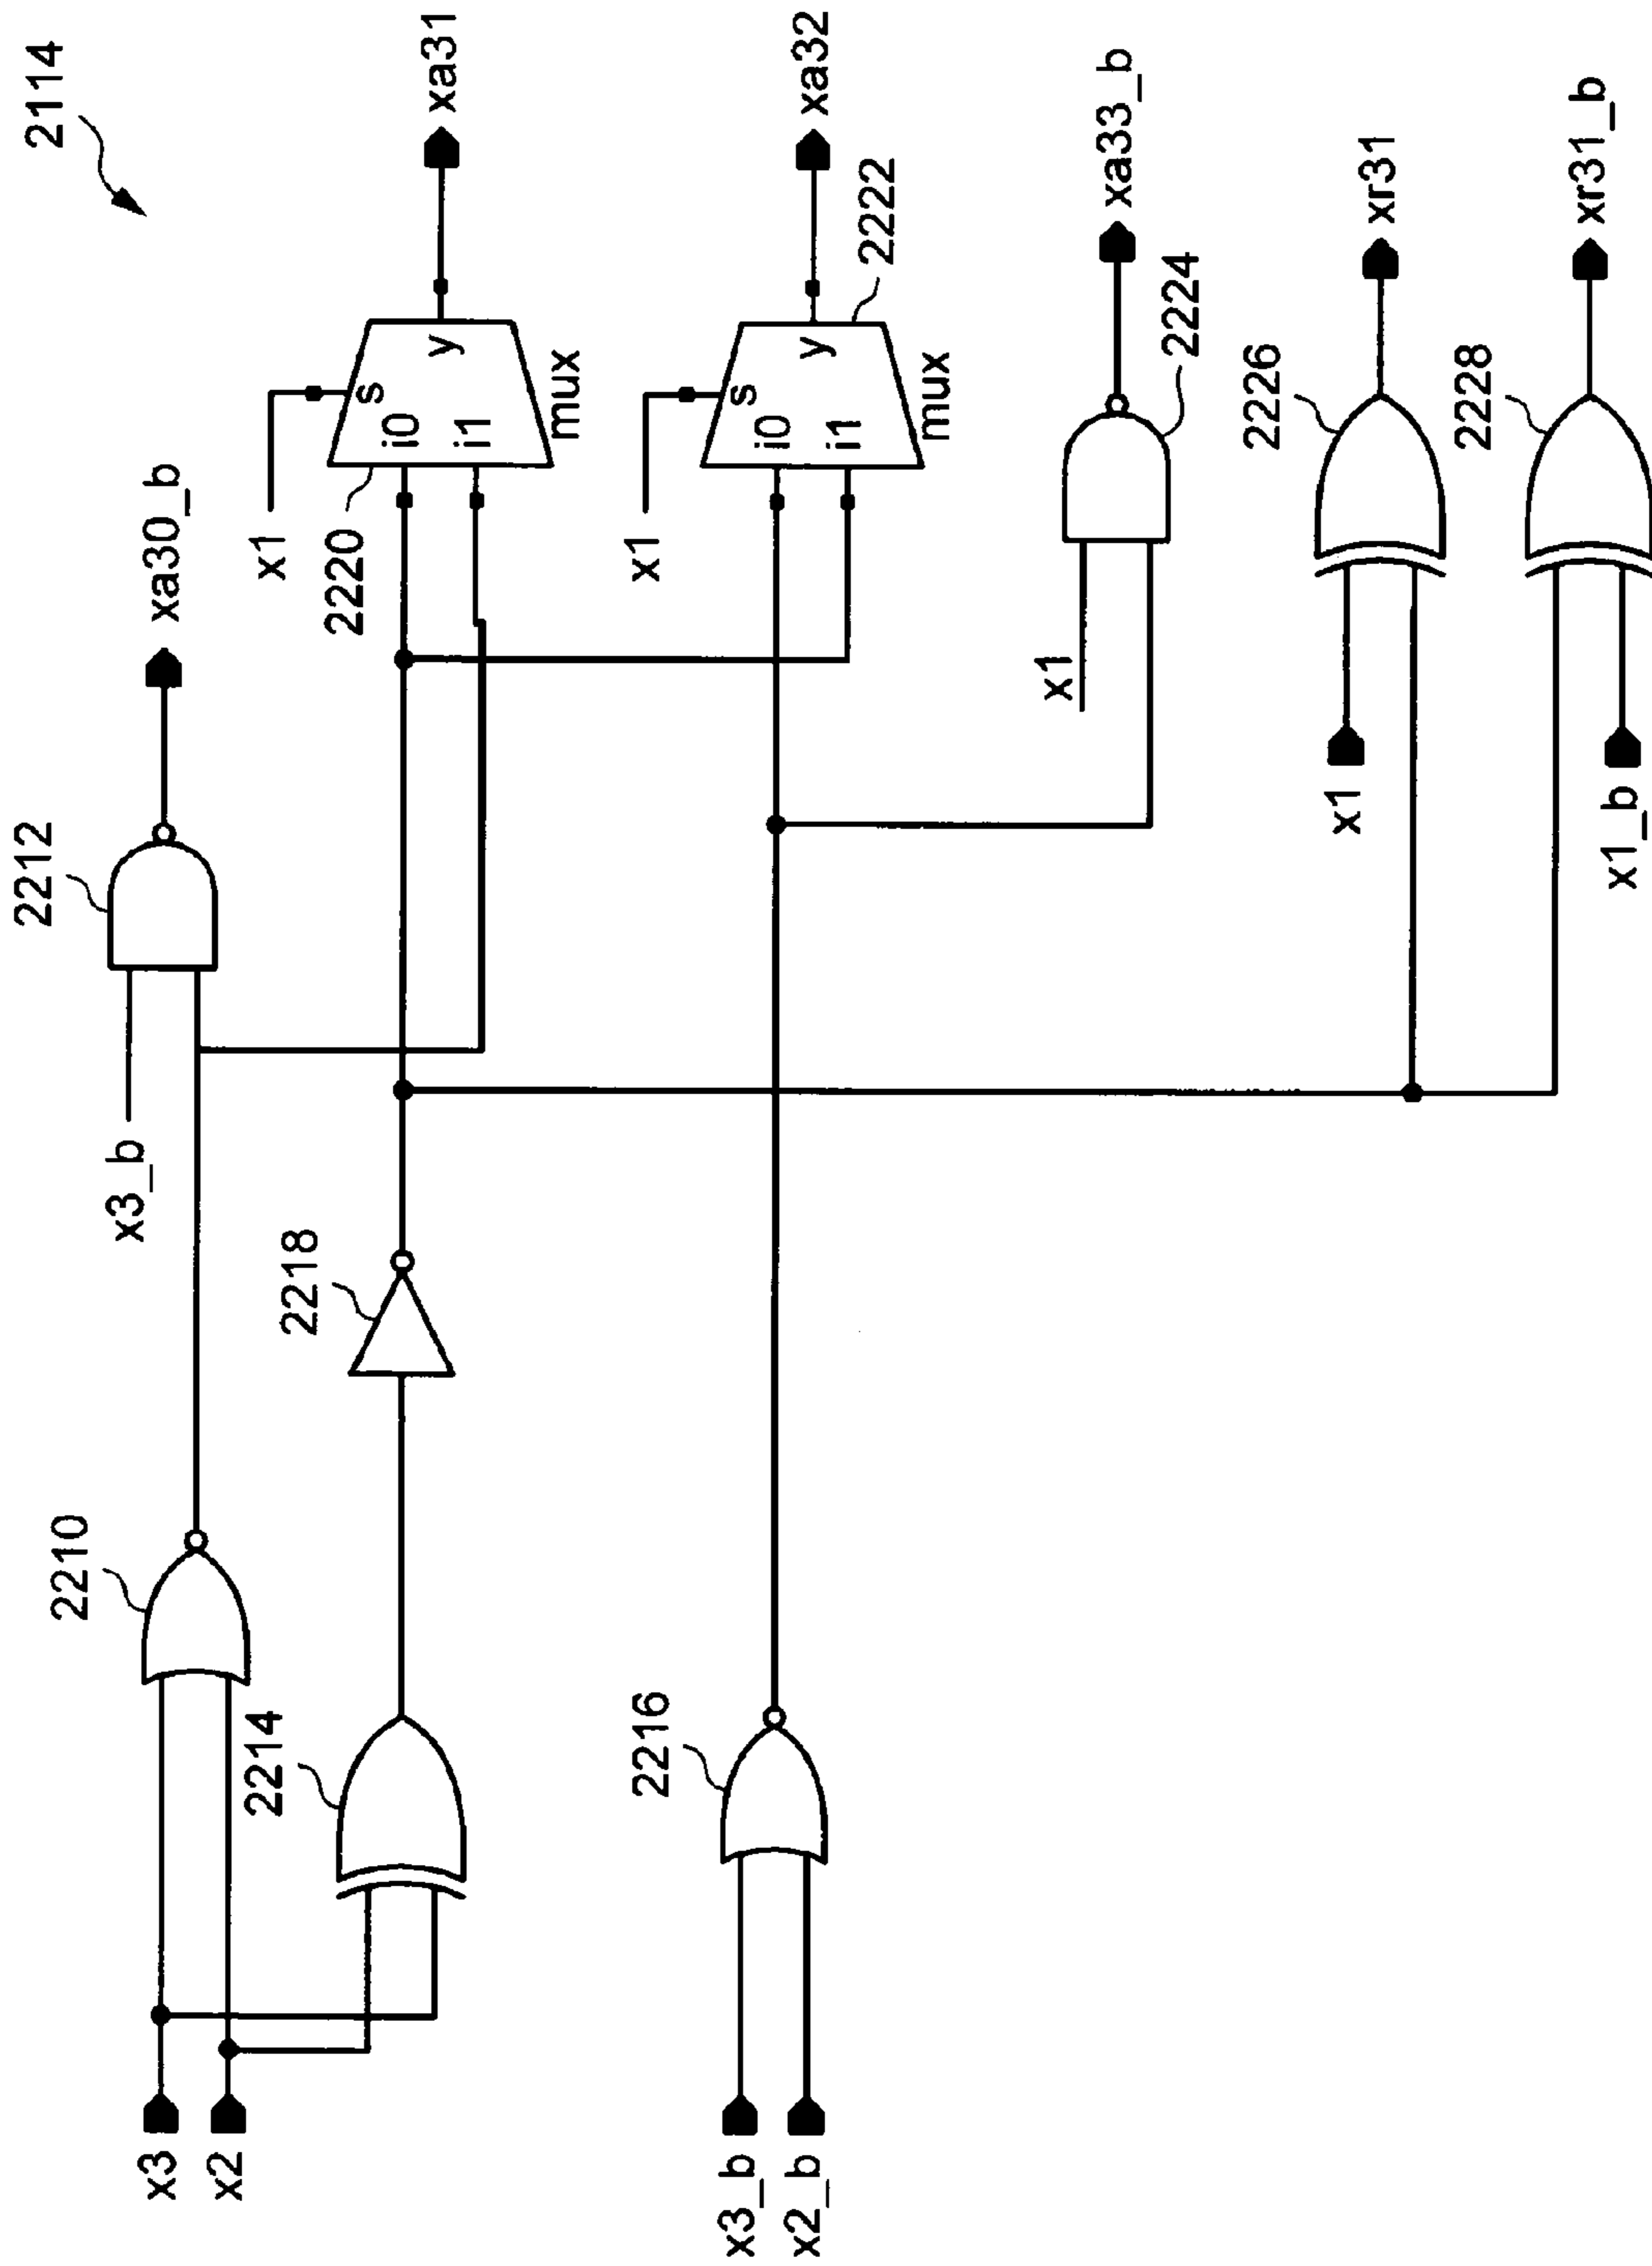 2114
xa31
xa32
xa30_b
x1
s
y
i0
i1
mux
2220
x1
s
y
i0
i1
mux
2222
xa33_b
x1
2224
2212
x3_b
2226
xr31
x1
2228
xr31_b
x1_b
2210
2218
x3
x2
2214
2216
x3_b
x2_b